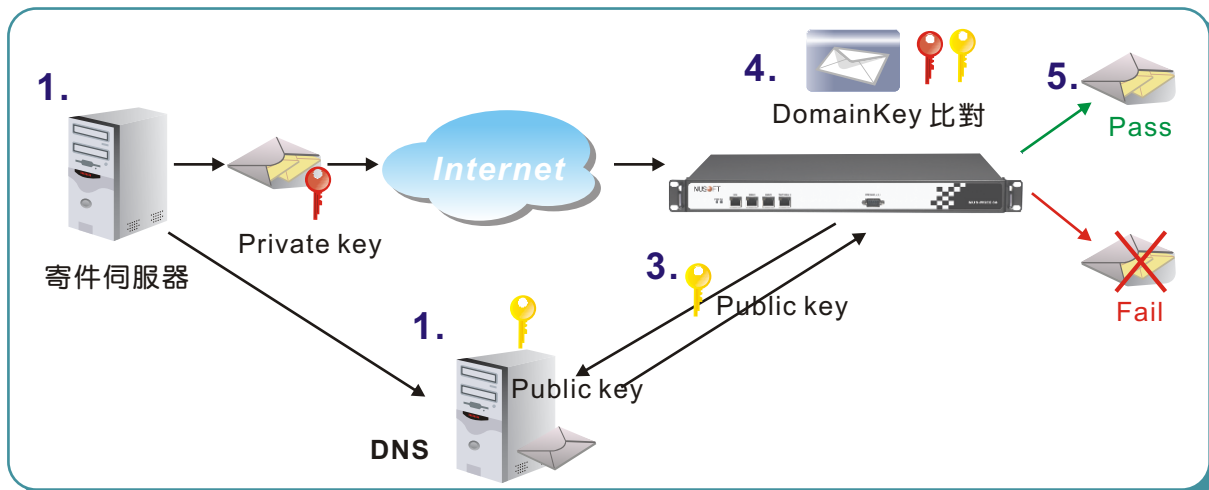 1.
寄件伺服器
Private key
Internet
4.
DomainKey 比對
NUSOFT
5.
Pass
Fail
3.
Public key
1.
Public key
DNS